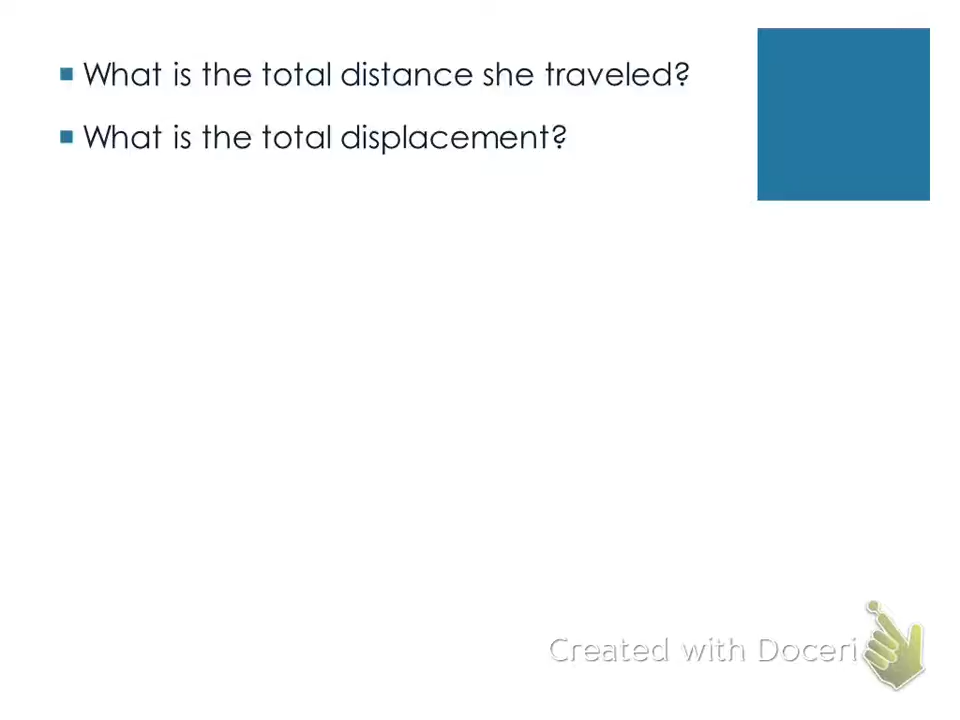 What is the total distance she traveled?
What is the total displacement?
Created with Doceri